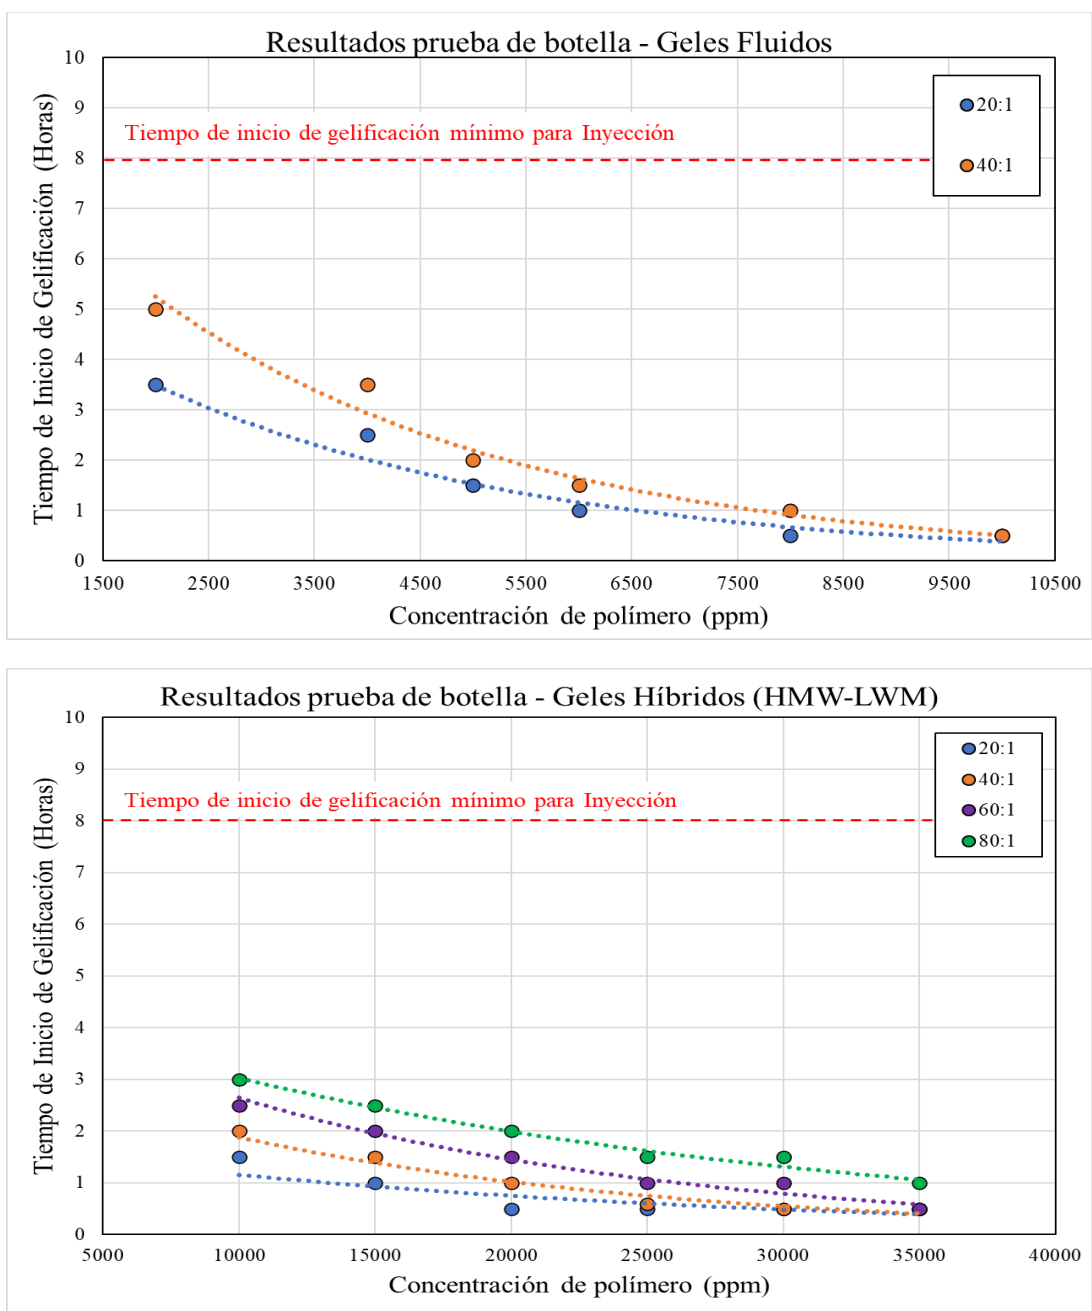 Resultados prueba de botella - Geles Fluidos
Tiempo de Inicio de Gelificación (Horas)
10
9
8
7
6
5
4
3
2
1
0
Tiempo de inicio de gelificación mínimo para Inyección
20:1
40:1
1500 2500 3500 4500 5500 6500 7500 8500 9500 10500
Concentración de polímero (ppm)
Resultados prueba de botella - Geles Híbridos (HMW-LWM)
Tiempo de Inicio de Gelificación (Horas)
10
9
8
7
6
5
4
3
2
1
0
Tiempo de inicio de gelificación mínimo para Inyección
20:1
40:1
60:1
80:1
5000 10000 15000 20000 25000 30000 35000 40000
Concentración de polímero (ppm)